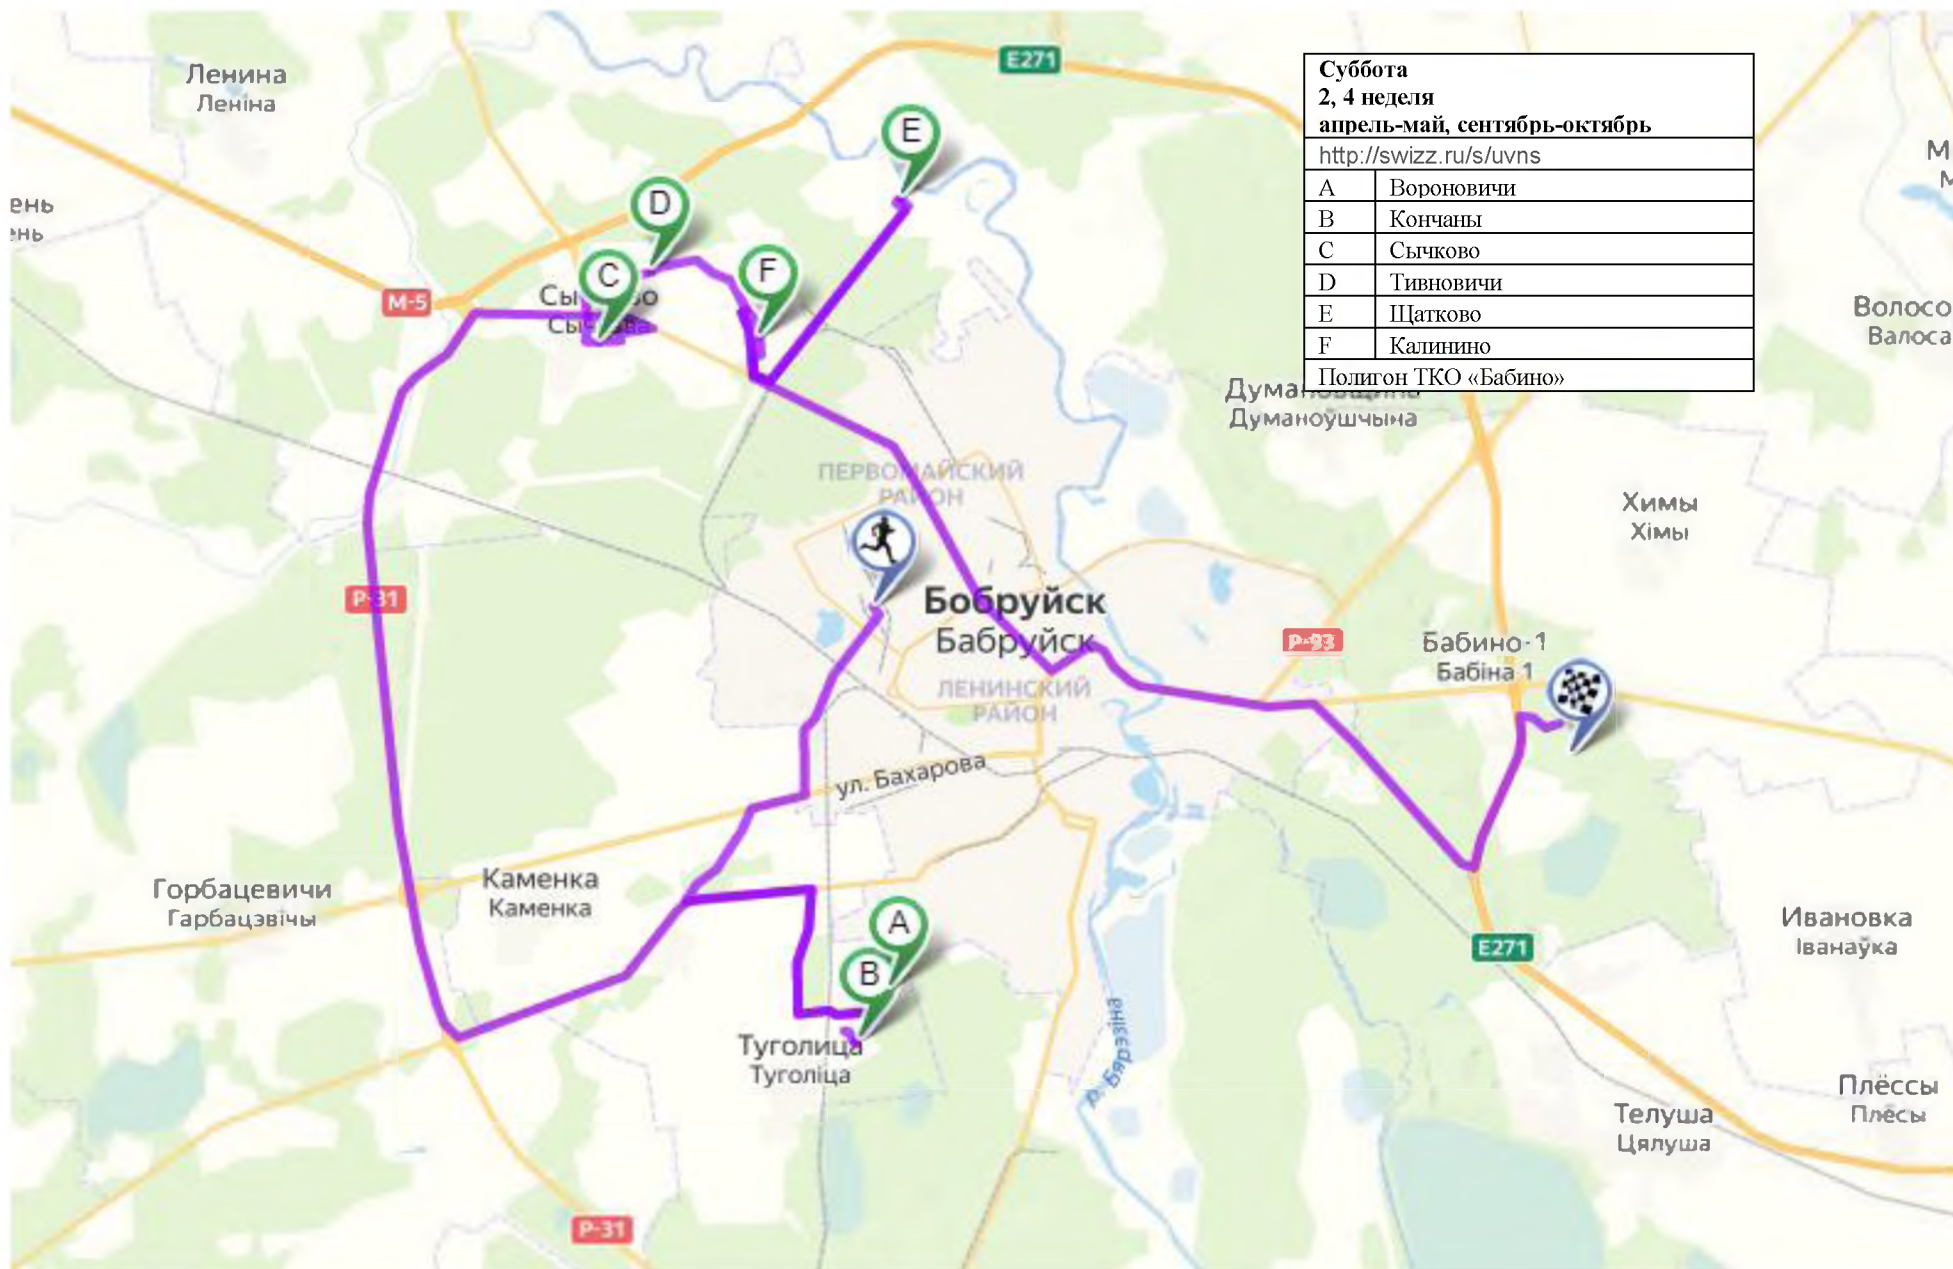 Ленина
Леніна
E271
Суббота
2, 4 неделя
апрель-май, сентябрь-октябрь
http://swizz.ru/s/uvns
A Вороновичи
B Кончаны
C Сычково
D Тивновичи
E Щатково
F Калинино
Полигон ТКО «Бабино»
E
D
C
F
М-5
Думаноўшчына
ПЕРВОМАЙСКИЙ
РАЙОН
Химы
Хімы
Р-31
Бобруйск
Бабруйск
Р-93
Бабино-1
Бабіна 1
ЛЕНИНСКИЙ
РАЙОН
ул. Бахарова
Каменка
Каменка
Горбацевичи
Гарбацэвічы
A
B
Ивановка
Іванаўка
E271
р. Бярэзіна
Туголица
Туголіца
Плёссы
Плёсы
Телуша
Цялуша
Р-31